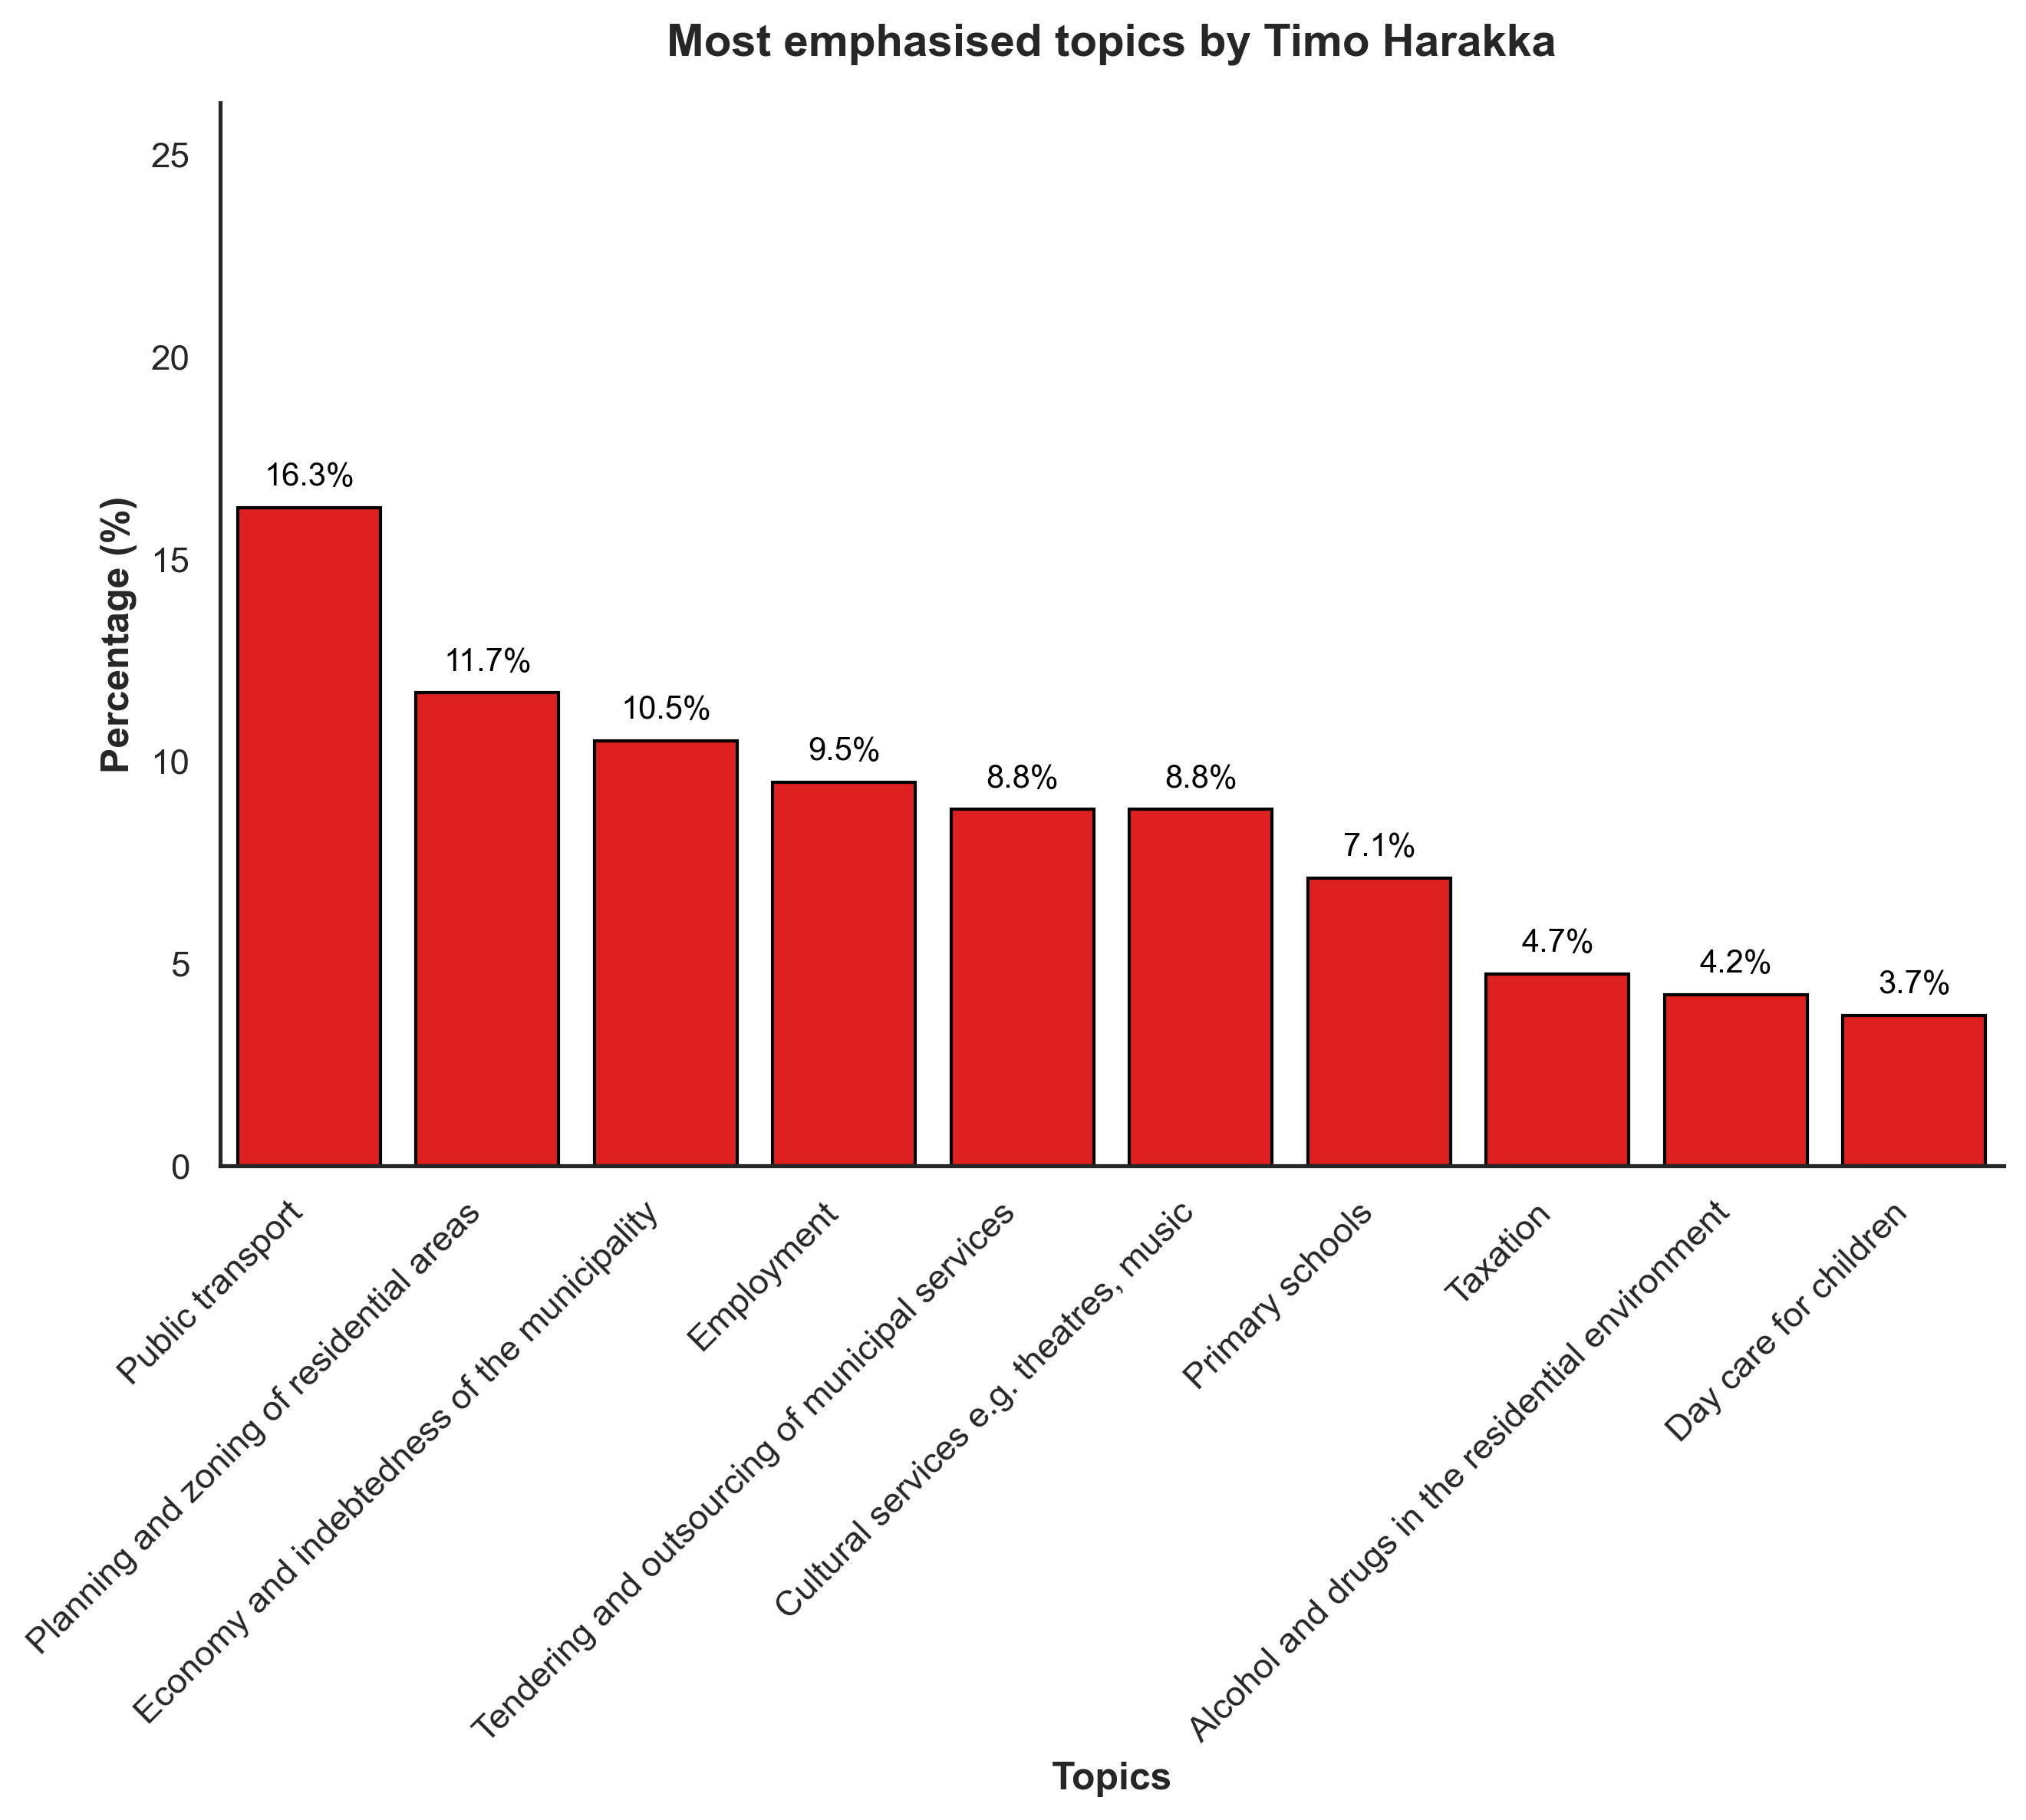 Most emphasised topics by Timo Harakka
Percentage (%)
25
20
15
10
5
0
16.3%
11.7%
10.5%
9.5%
8.8%
8.8%
7.1%
4.7%
4.2%
3.7%
Public transport
Planning and zoning of residential areas
Economy and indebtedness of the municipality
Employment
Tendering and outsourcing of municipal services
Cultural services e.g. theatres, music
Primary schools
Taxation
Alcohol and drugs in the residential environment
Day care for children
Topics